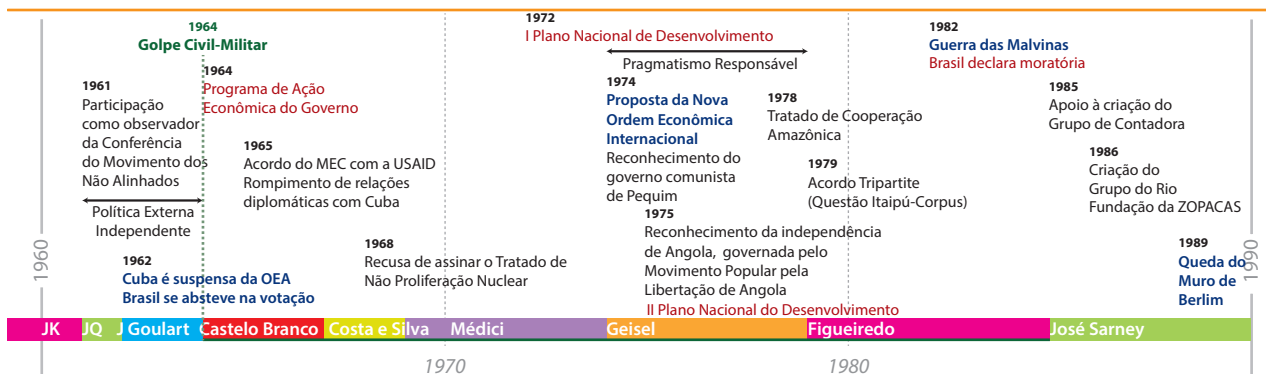 1964
Golpe Civil-Militar
1961
Participação
como observador
da Conferência
do Movimento dos
Não Alinhados
Política Externa
Independente
1962
Cuba é suspensa da OEA
Brasil se absteve na votação
1964
Programa de Ação
Econômica do Governo
1965
Acordo do MEC com a USAID
Rompimento de relações
diplomáticas com Cuba
1968
Recusa de assinar o Tratado de
Não Proliferação Nuclear
1972
I Plano Nacional de Desenvolvimento
Pragmatismo Responsável
1974
Proposta da Nova
Ordem Econômica
Internacional
Reconhecimento do
governo comunista
de Pequim
1975
Reconhecimento da independência
de Angola, governada pelo
Movimento Popular pela
Libertação de Angola
II Plano Nacional do Desenvolvimento
1978
Tratado de Cooperação
Amazônica
1979
Acordo Tripartite
(Questão Itaipú-Corpus)
1982
Guerra das Malvinas
Brasil declara moratória
1985
Apoio à criação do
Grupo de Contadora
1986
Criação do
Grupo do Rio
Fundação da ZOPACAS
1989
Queda do
Muro de
Berlim
1960
1990
JK JQ J Goulart Castelo Branco Costa e Silva Médici Geisel Figueiredo José Sarney
1970
1980